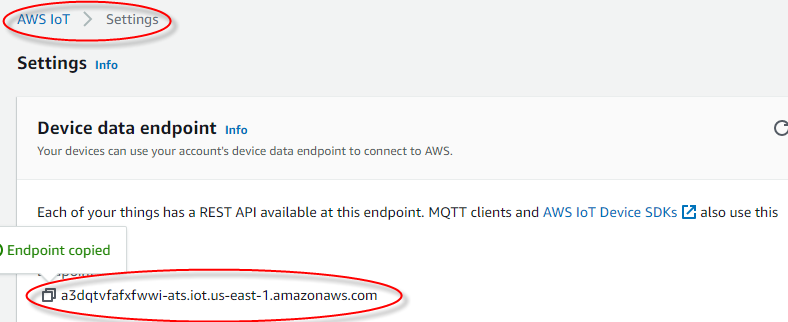 AWS IoT > Settings
Settings Info
Device data endpoint Info
Your devices can use your account's device data endpoint to connect to AWS.
Each of your things has a REST API available at this endpoint. MQTT clients and AWS IoT Device SDKs also use this
Endpoint copied
a3dqtvfafxfwwi-ats.iot.us-east-1.amazonaws.com